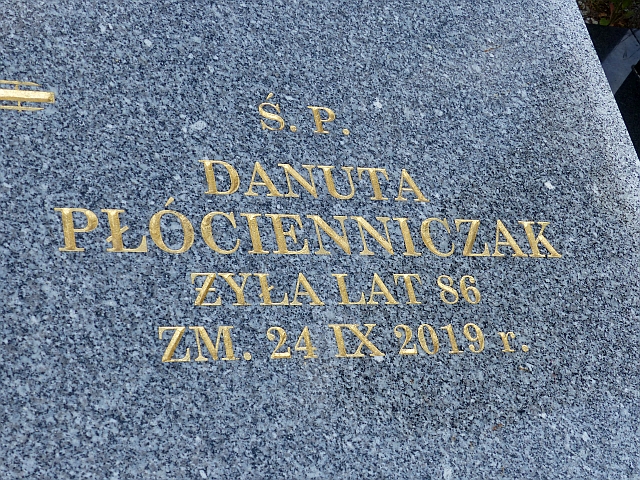 Ś. P.
DANUTA
PŁÓCIENNICZAK
ŻYŁA LAT 86
ZM. 24 IX 2019 r.